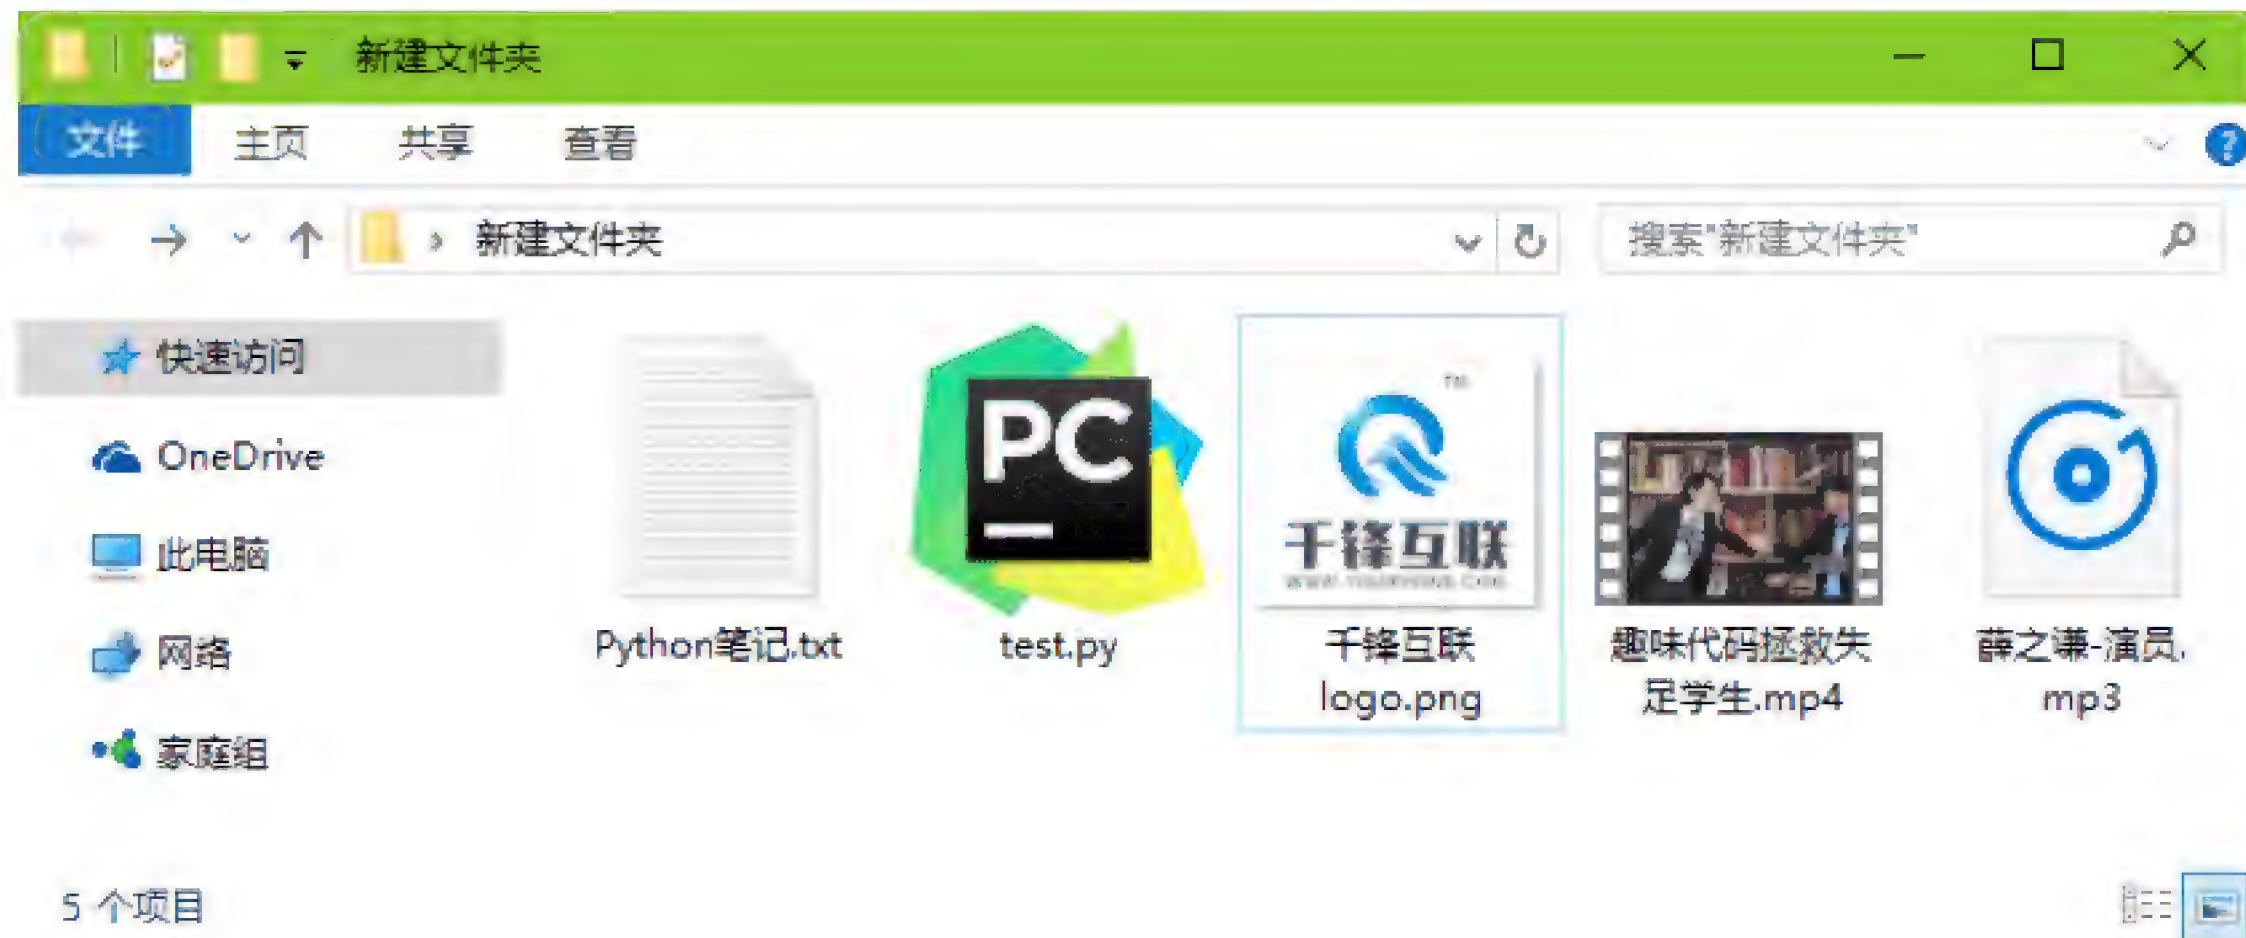 新建文件夹
文件 主页 共享 查看
新建文件夹 搜索"新建文件夹"
快速访问
OneDrive
此电脑
网络
家庭组
PC
TM
千锋互联
Python笔记.txt
test.py
千锋互联
logo.png
趣味代码拯救失
足学生.mp4
薛之谦-演员.
mp3
5 个项目